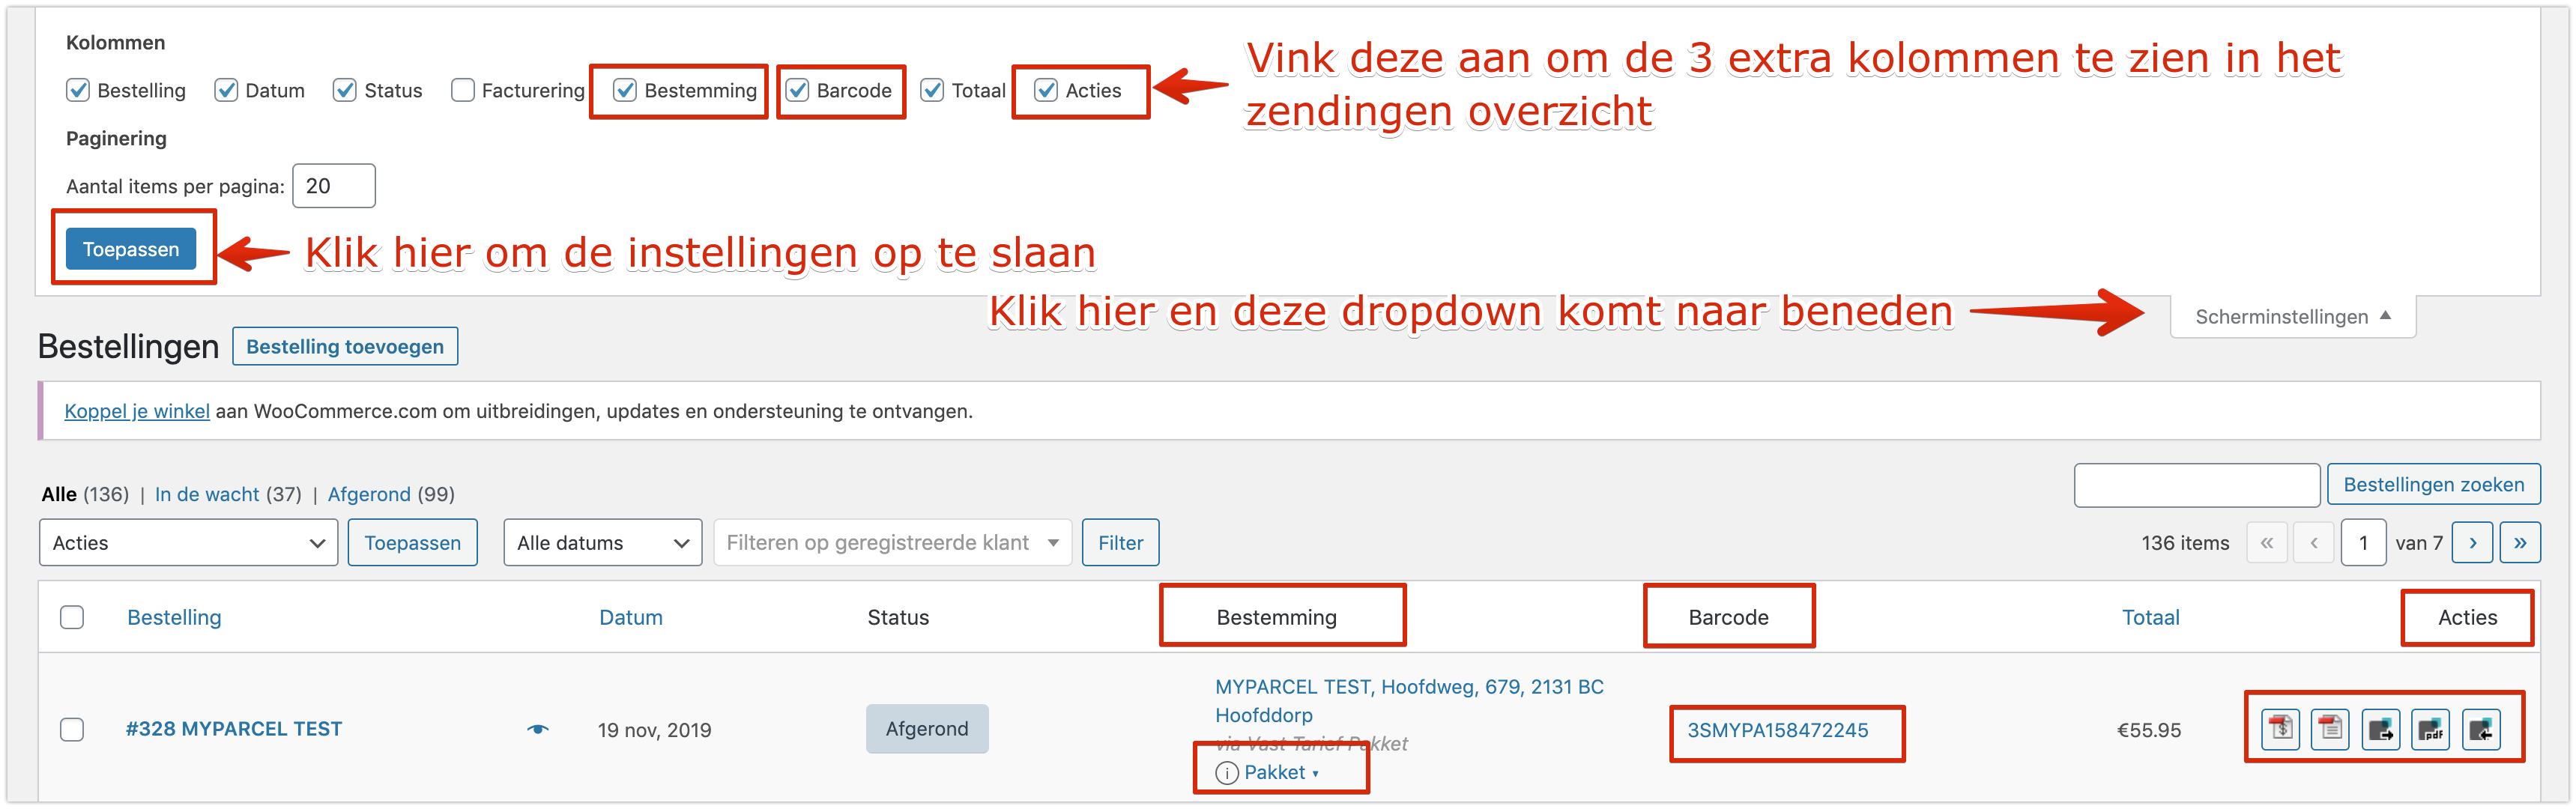 Kolommen
Bestelling Datum Status Facturering Bestemming Barcode Totaal Acties
Vink deze aan om de 3 extra kolommen te zien in het
zendingen overzicht
Paginering
Aantal items per pagina: 20
Toepassen
Klik hier om de instellingen op te slaan
Klik hier en deze dropdown komt naar beneden
Scherminstellingen ▲
Bestellingen Bestelling toevoegen
Koppel je winkel aan WooCommerce.com om uitbreidingen, updates en ondersteuning te ontvangen.
Alle (136) | In de wacht (37) | Afgerond (99)
Bestellingen zoeken
Acties Toepassen Alle datums Filteren op geregistreerde klant Filter
136 items « ‹ 1 van 7 › »
Bestelling Datum Status Bestemming Barcode Totaal Acties
#328 MYPARCEL TEST 19 nov, 2019 Afgerond
MYPARCEL TEST, Hoofdweg, 679, 2131 BC
Hoofddorp
via Vast Tarief Pakket
i Pakket ▾
3SMYPA158472245
€55.95
$
pdf